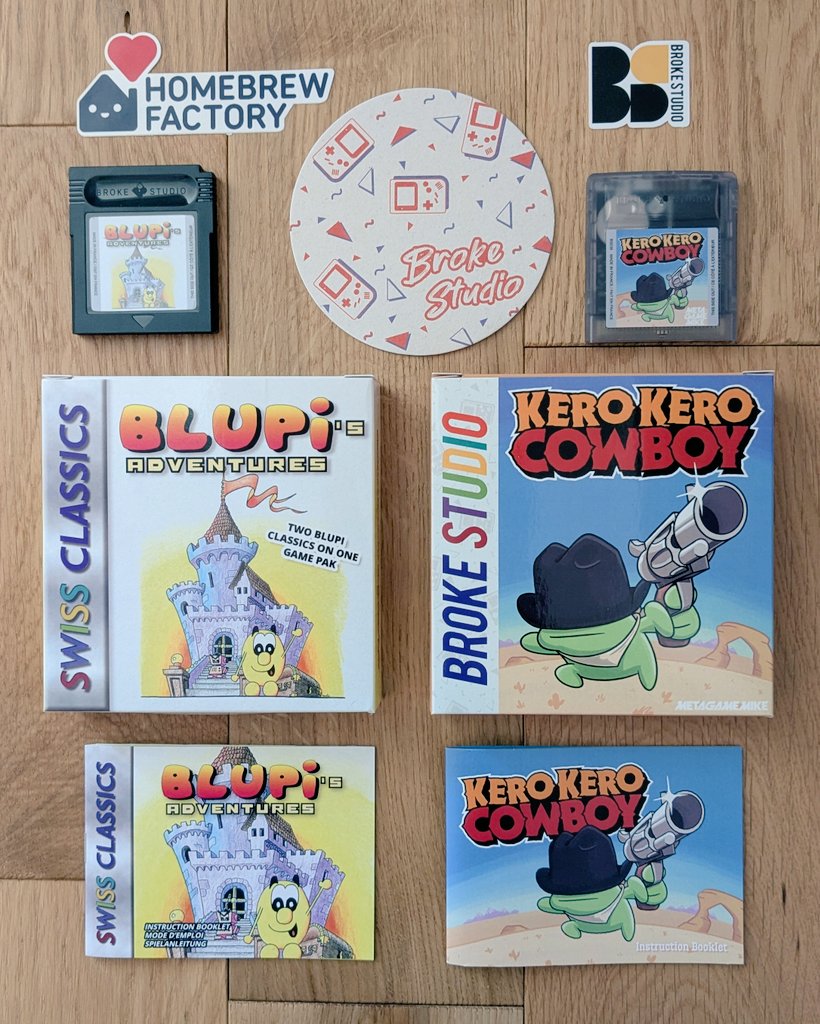 HOMEBREW
FACTORY
BROKE STUDIO
BROKE STUDIO
BLUPi's
ADVENTURES
Broke
Studio
KERO KERO
COWBOY
SWISS CLASSICS
BLUPi's
ADVENTURES
TWO BLUPI
CLASSICS ON ONE
GAME PAK
BROKE STUDIO
KERO KERO
COWBOY
METAGAMEMIKE
SWISS CLASSICS
BLUPi's
ADVENTURES
INSTRUCTION BOOKLET
MODE D'EMPLOI
SPIELANLEITUNG
KERO KERO
COWBOY
Instruction Booklet